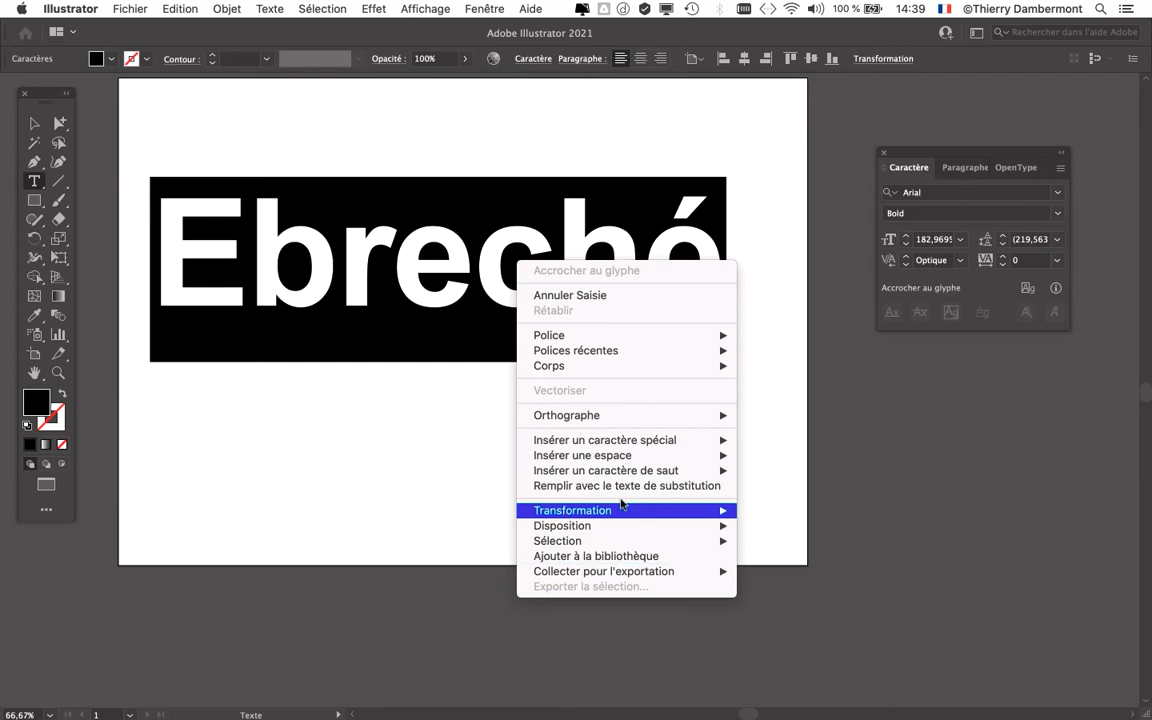 Illustrator Fichier Edition Objet Texte Sélection Effet Affichage Fenêtre Aide 100 % 14:39 ©Thierry Dambermont
Adobe Illustrator 2021
Rechercher dans l'aide Adobe
Caractères Contour : Opacité : 100% Caractère Paragraphe : Transformation
Ebreché
Accrocher au glyphe
Annuler Saisie
Rétablir
Police
Polices récentes
Corps
Vectoriser
Orthographe
Insérer un caractère spécial
Insérer une espace
Insérer un caractère de saut
Remplir avec le texte de substitution
Transformation
Disposition
Sélection
Ajouter à la bibliothèque
Collecter pour l'exportation
Exporter la sélection...
Caractère Paragraphe OpenType
Arial
Bold
182,969 (219,563
Optique 0
Accrocher au glyphe
66,67% 1 Texte